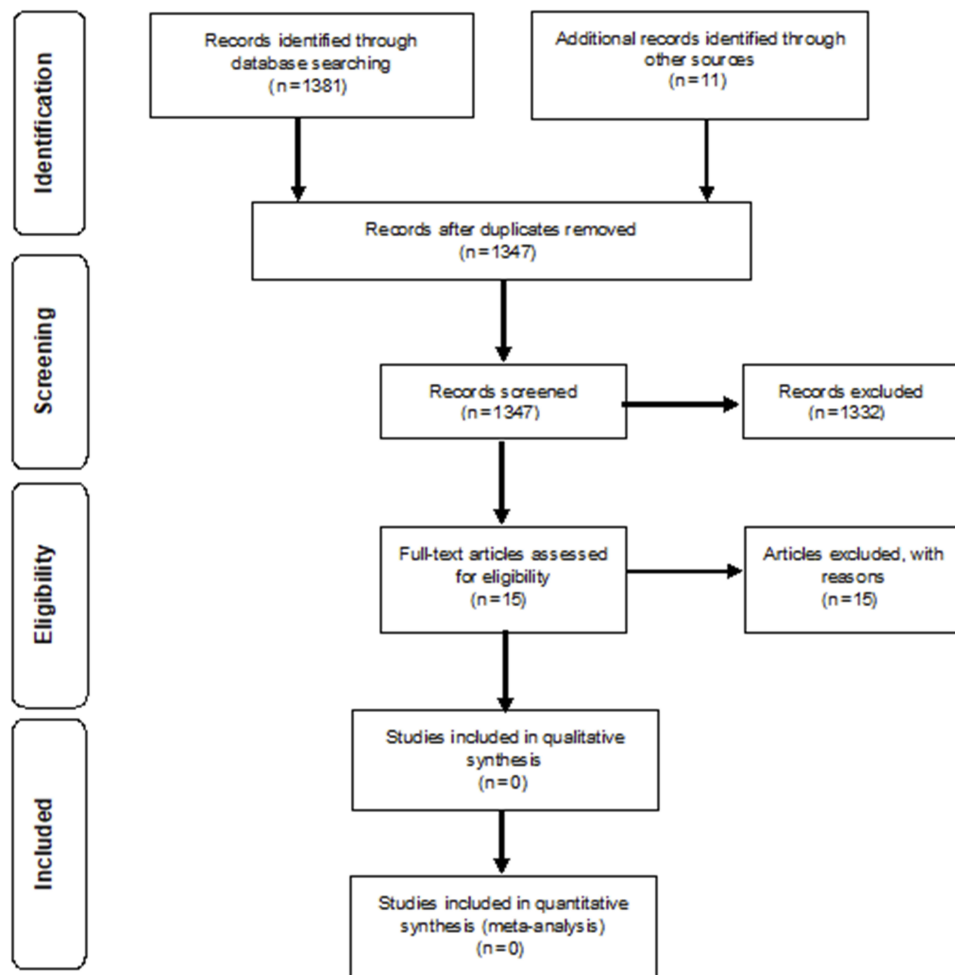 Identification
Records identified through
database searching
(n=1381)
Additional records identified through
other sources
(n=11)
Records after duplicates removed
(n=1347)
Screening
Records screened
(n=1347)
Records excluded
(n=1332)
Eligibility
Full-text articles assessed
for eligibility
(n=15)
Articles excluded, with
reasons
(n=15)
Included
Studies included in qualitative
synthesis
(n=0)
Studies included in quantitative
synthesis (meta-analysis)
(n=0)